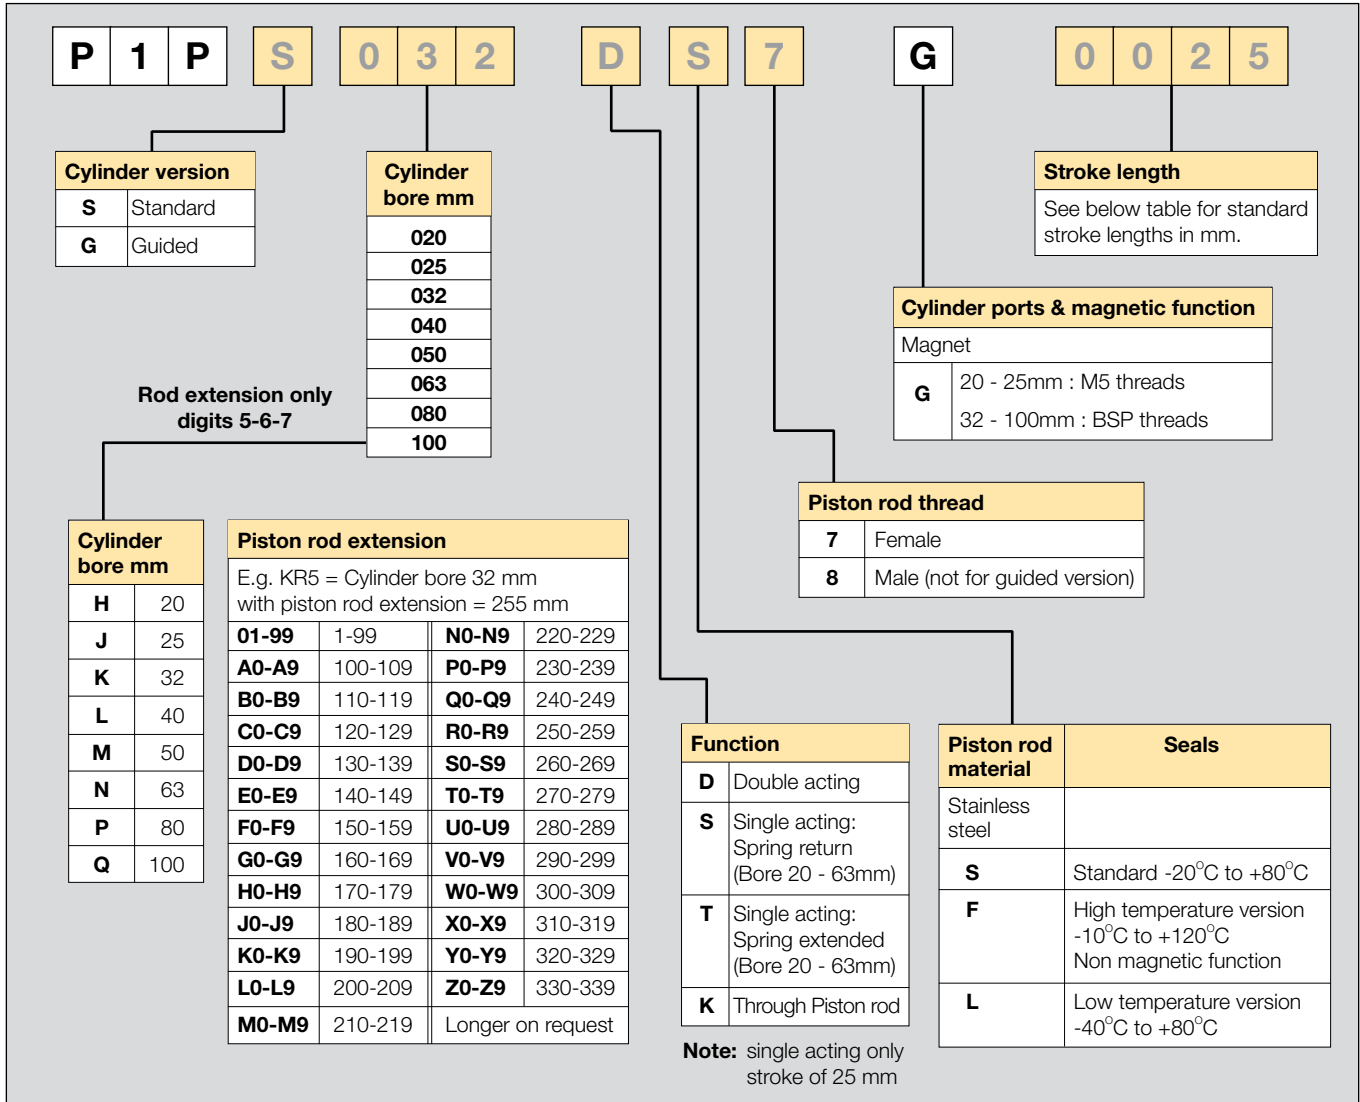 P 1 P S 0 3 2 D S 7 G 0 0 2 5
Cylinder version
S Standard
G Guided
Cylinder
bore mm
020
025
032
040
050
063
080
100
Stroke length
See below table for standard
stroke lengths in mm.
Cylinder ports & magnetic function
Magnet
G 20 - 25mm : M5 threads
32 - 100mm : BSP threads
Rod extension only
digits 5-6-7
Piston rod thread
7 Female
8 Male (not for guided version)
Cylinder
bore mm
H 20
J 25
K 32
L 40
M 50
N 63
P 80
Q 100
Piston rod extension
E.g. KR5 = Cylinder bore 32 mm
with piston rod extension = 255 mm
01-99 1-99 N0-N9 220-229
A0-A9 100-109 P0-P9 230-239
B0-B9 110-119 Q0-Q9 240-249
C0-C9 120-129 R0-R9 250-259
D0-D9 130-139 S0-S9 260-269
E0-E9 140-149 T0-T9 270-279
F0-F9 150-159 U0-U9 280-289
G0-G9 160-169 V0-V9 290-299
H0-H9 170-179 W0-W9 300-309
J0-J9 180-189 X0-X9 310-319
K0-K9 190-199 Y0-Y9 320-329
L0-L9 200-209 Z0-Z9 330-339
M0-M9 210-219 Longer on request
Function
D Double acting
S Single acting:
Spring return
(Bore 20 - 63mm)
T Single acting:
Spring extended
(Bore 20 - 63mm)
K Through Piston rod
Note: single acting only
stroke of 25 mm
Piston rod Seals
material
Stainless
steel
S Standard -20°C to +80°C
F High temperature version
-10°C to +120°C
Non magnetic function
L Low temperature version
-40°C to +80°C